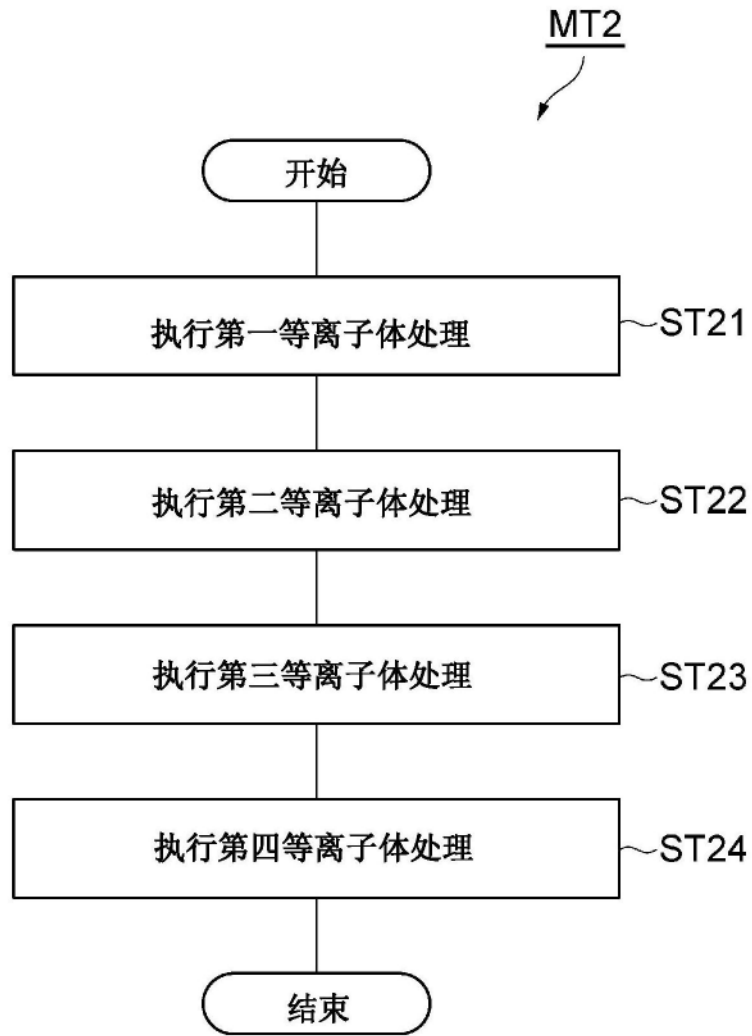 MT2
开始
执行第一等离子体处理
ST21
执行第二等离子体处理
ST22
执行第三等离子体处理
ST23
执行第四等离子体处理
ST24
结束